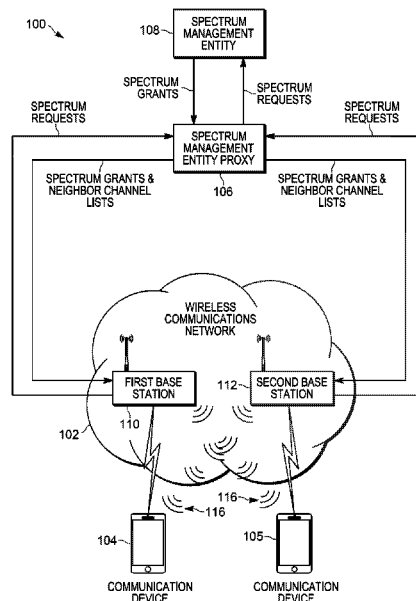 100
108
SPECTRUM
MANAGEMENT
ENTITY
SPECTRUM
GRANTS
SPECTRUM
REQUESTS
SPECTRUM
REQUESTS
SPECTRUM
REQUESTS
SPECTRUM
MANAGEMENT
ENTITY PROXY
106
SPECTRUM GRANTS &
NEIGHBOR CHANNEL
LISTS
SPECTRUM GRANTS &
NEIGHBOR CHANNEL
LISTS
WIRELESS
COMMUNICATIONS
NETWORK
FIRST BASE
STATION
110
112
SECOND BASE
STATION
102
116
116
104
105
COMMUNICATION
DEVICE
COMMUNICATION
DEVICE